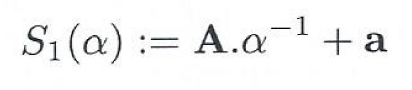 S₁(α) := A.α⁻¹ + a